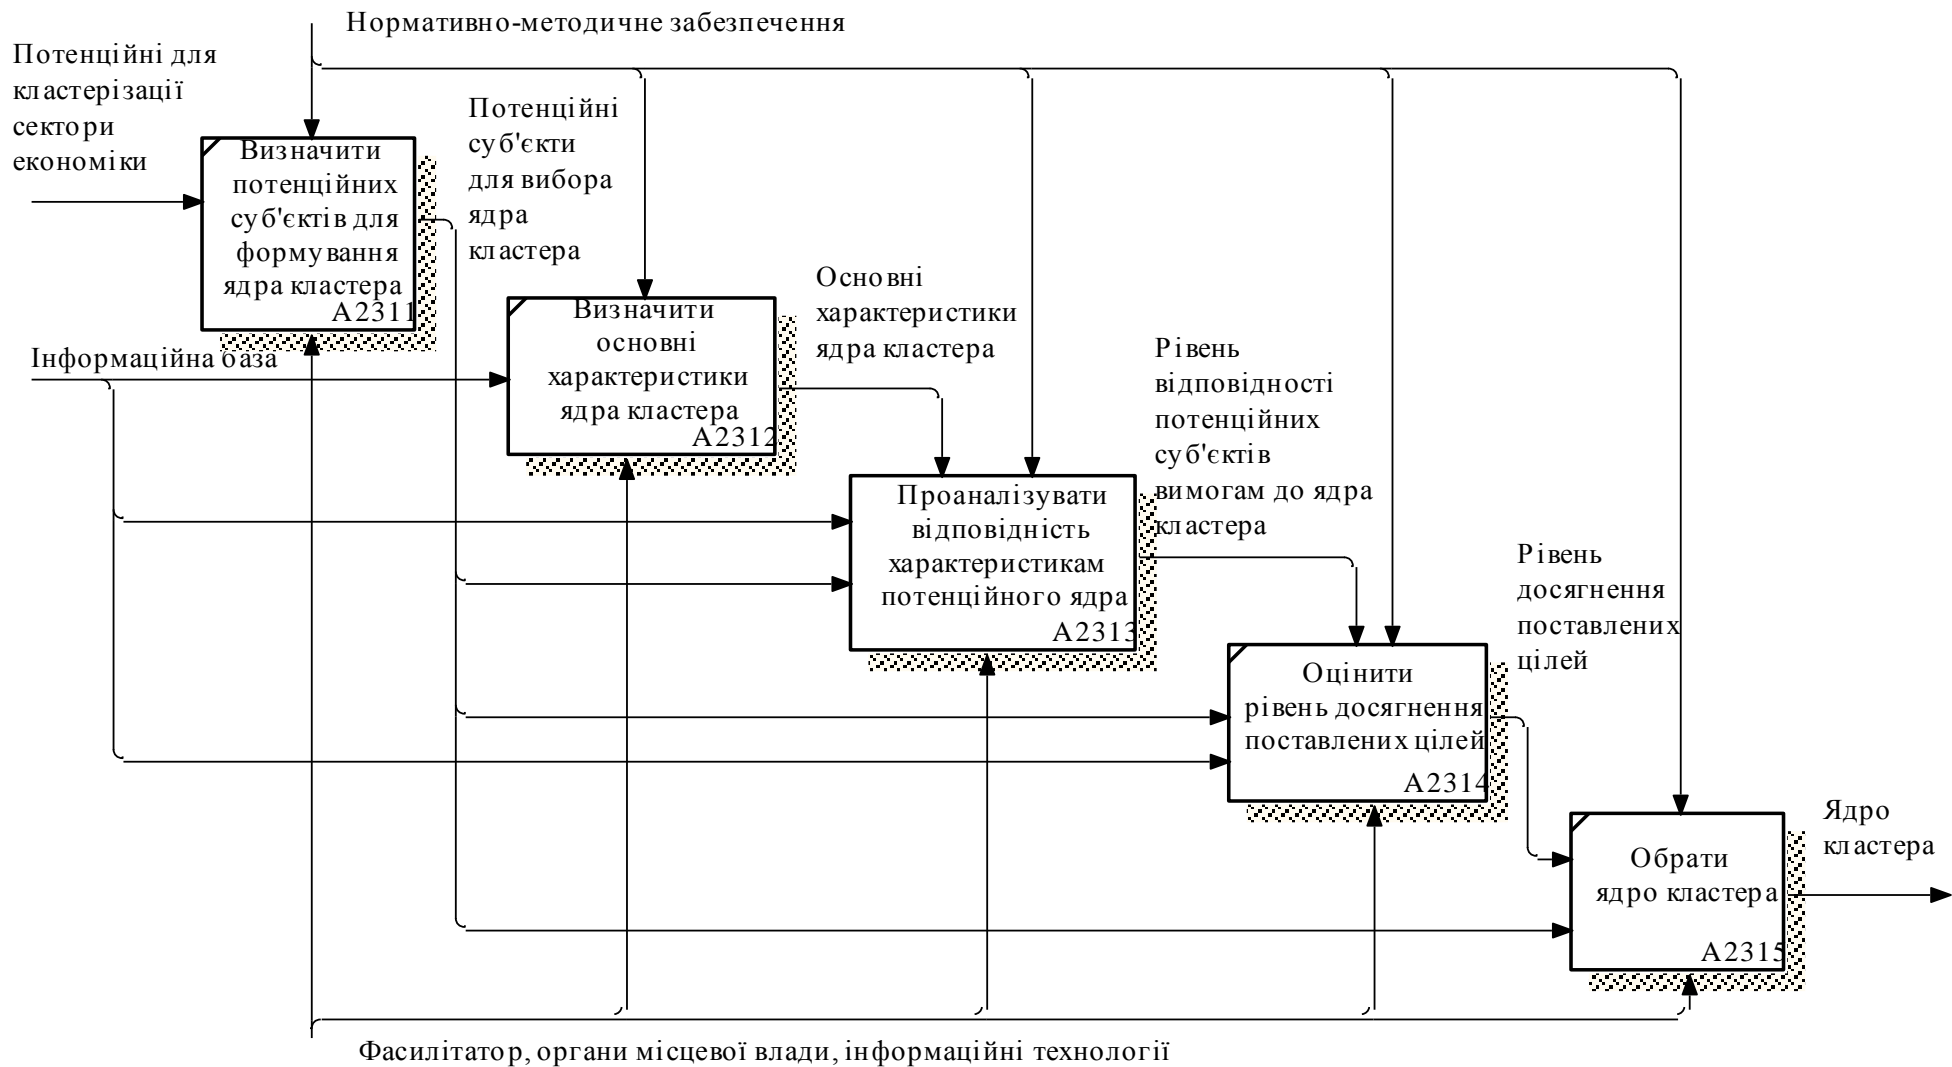 Нормативно-методичне забезпечення
Потенційні для
кластерізації
сектори
економіки
Визначити
потенційних
суб'єктів для
формування
ядра кластера
А2311
Потенційні
суб'єкти
для вибора
ядра
кластера
Інформаційна база
Визначити
основні
характеристики
ядра кластера
А2312
Основні
характеристики
ядра кластера
Проаналізувати
відповідність
характеристикам
потенційного ядра
А2313
Рівень
відповідності
потенційних
суб'єктів
вимогам до ядра
кластера
Оцінити
рівень досягнення
поставлених цілей
А2314
Рівень
досягнення
поставлених
цілей
Обрати
ядро кластера
А2315
Ядро
кластера
Фасилітатор, органи місцевої влади, інформаційні технології